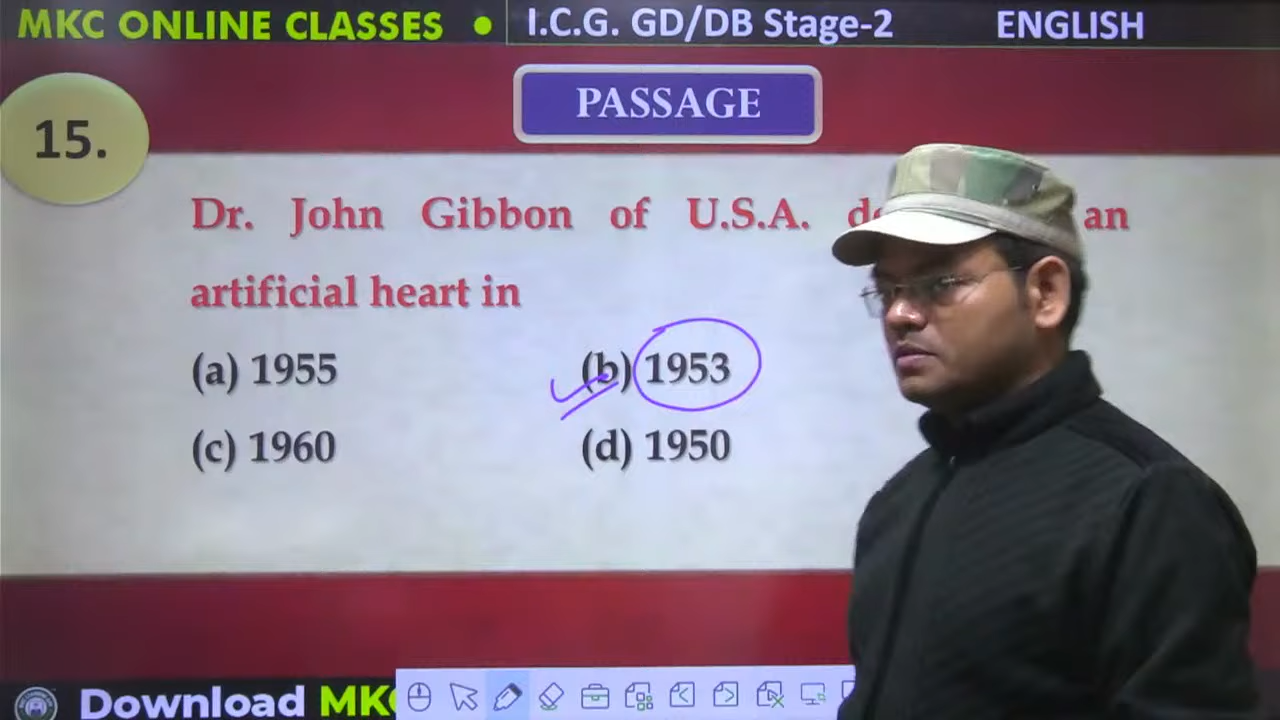 MKC ONLINE CLASSES • I.C.G. GD/DB Stage-2 ENGLISH
PASSAGE
15.
Dr. John Gibbon of U.S.A. an
artificial heart in
(a) 1955 (b) 1953
(c) 1960 (d) 1950
Download